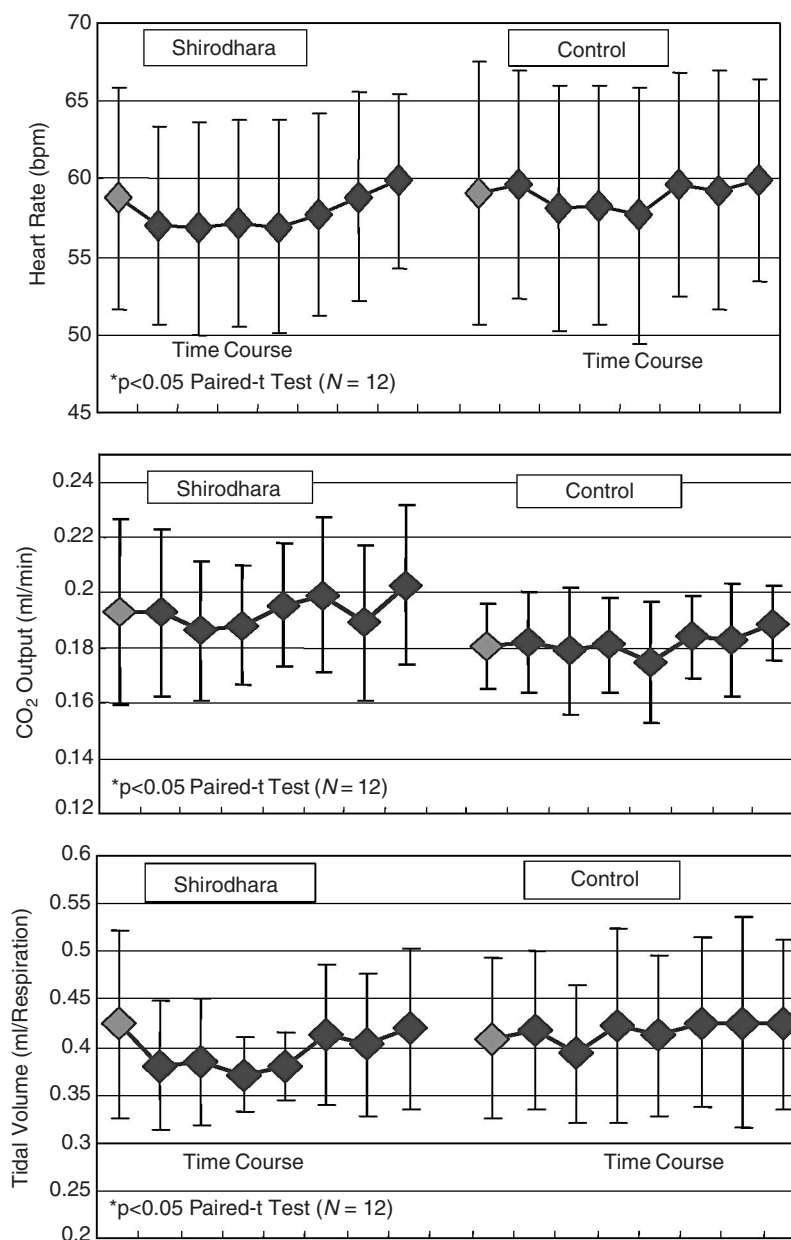 70
Shirodhara
Control
65
60
55
50
45
Heart Rate (bpm)
Time Course
Time Course
*p<0.05 Paired-t Test (N = 12)
0.24
Shirodhara
Control
0.22
0.2
0.18
0.16
0.14
0.12
CO2 Output (ml/min)
*p<0.05 Paired-t Test (N = 12)
0.6
Shirodhara
Control
0.55
0.5
0.45
0.4
0.35
0.3
0.25
0.2
Tidal Volume (ml/Respiration)
Time Course
Time Course
*p<0.05 Paired-t Test (N = 12)